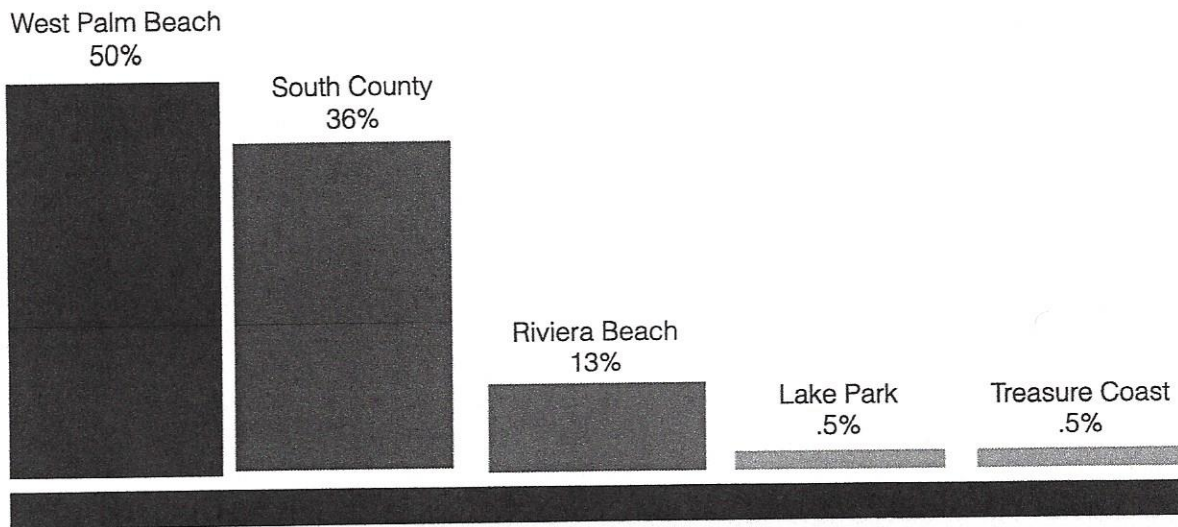 West Palm Beach
50%
South County
36%
Riviera Beach
13%
Lake Park
.5%
Treasure Coast
.5%